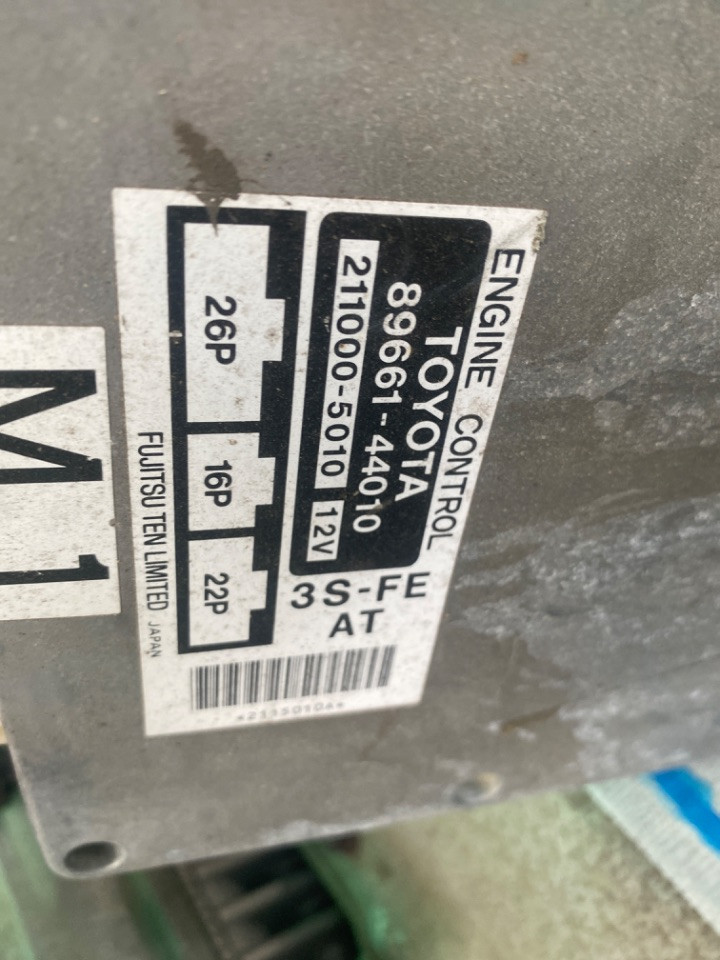 ENGINE CONTROL
TOYOTA
89661-44010
211000-5010 12V
3S-FE
AT
26P 16P 22P
FUJITSU TEN LIMITED JAPAN
M1